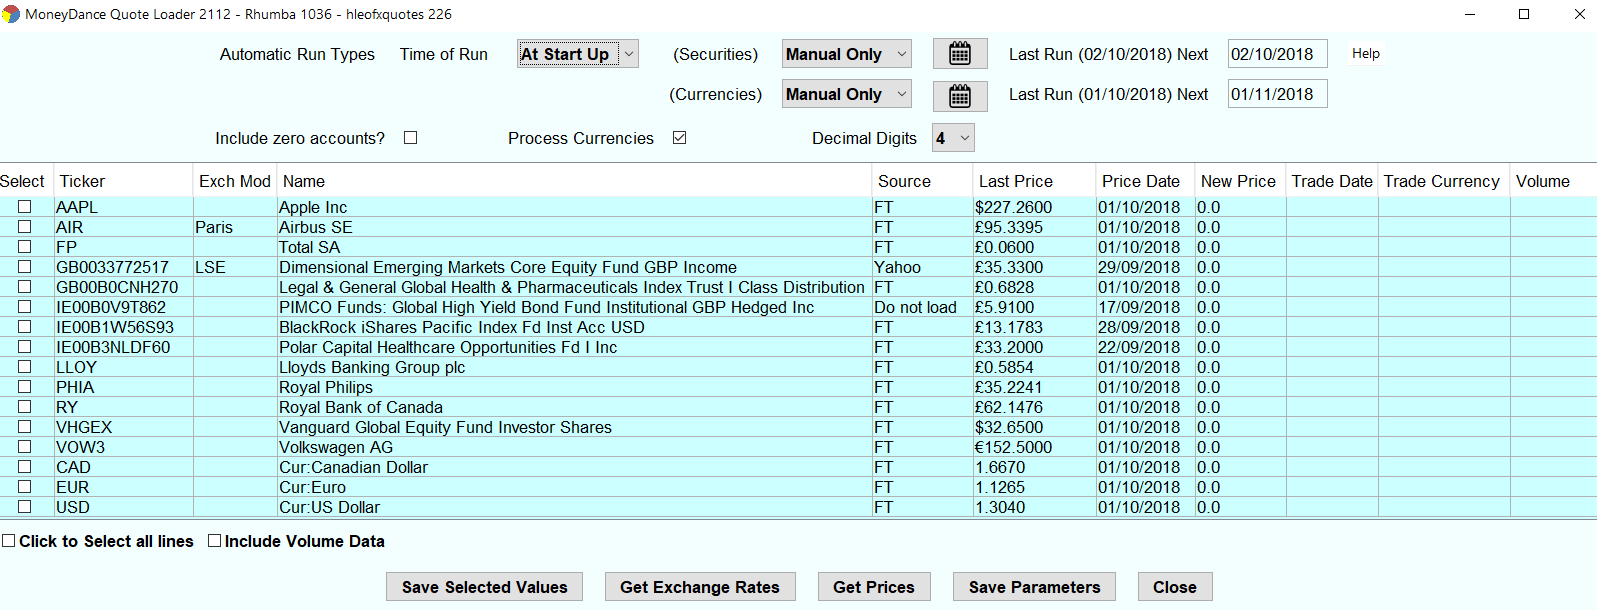 MoneyDance Quote Loader 2112 - Rhumba 1036 - hleofxquotes 226
Automatic Run Types Time of Run At Start Up (Securities) Manual Only Last Run (02/10/2018) Next 02/10/2018 Help
(Currencies) Manual Only Last Run (01/10/2018) Next 01/11/2018
Include zero accounts? Process Currencies Decimal Digits 4
Select Ticker Exch Mod Name Source Last Price Price Date New Price Trade Date Trade Currency Volume
AAPL Apple Inc FT $227.2600 01/10/2018 0.0
AIR Paris Airbus SE FT £95.3395 01/10/2018 0.0
FP Total SA FT £0.0600 01/10/2018 0.0
GB0033772517 LSE Dimensional Emerging Markets Core Equity Fund GBP Income Yahoo £35.3300 29/09/2018 0.0
GB00B0CNH270 Legal & General Global Health & Pharmaceuticals Index Trust I Class Distribution FT £0.6828 01/10/2018 0.0
IE00B0V9T862 PIMCO Funds: Global High Yield Bond Fund Institutional GBP Hedged Inc Do not load £5.9100 17/09/2018 0.0
IE00B1W56S93 BlackRock iShares Pacific Index Fd Inst Acc USD FT £13.1783 28/09/2018 0.0
IE00B3NLDF60 Polar Capital Healthcare Opportunities Fd I Inc FT £33.2000 22/09/2018 0.0
LLOY Lloyds Banking Group plc FT £0.5854 01/10/2018 0.0
PHIA Royal Philips FT £35.2241 01/10/2018 0.0
RY Royal Bank of Canada FT £62.1476 01/10/2018 0.0
VHGEX Vanguard Global Equity Fund Investor Shares FT $32.6500 01/10/2018 0.0
VOW3 Volkswagen AG FT €152.5000 01/10/2018 0.0
CAD Cur:Canadian Dollar FT 1.6670 01/10/2018 0.0
EUR Cur:Euro FT 1.1265 01/10/2018 0.0
USD Cur:US Dollar FT 1.3040 01/10/2018 0.0
Click to Select all lines Include Volume Data
Save Selected Values Get Exchange Rates Get Prices Save Parameters Close